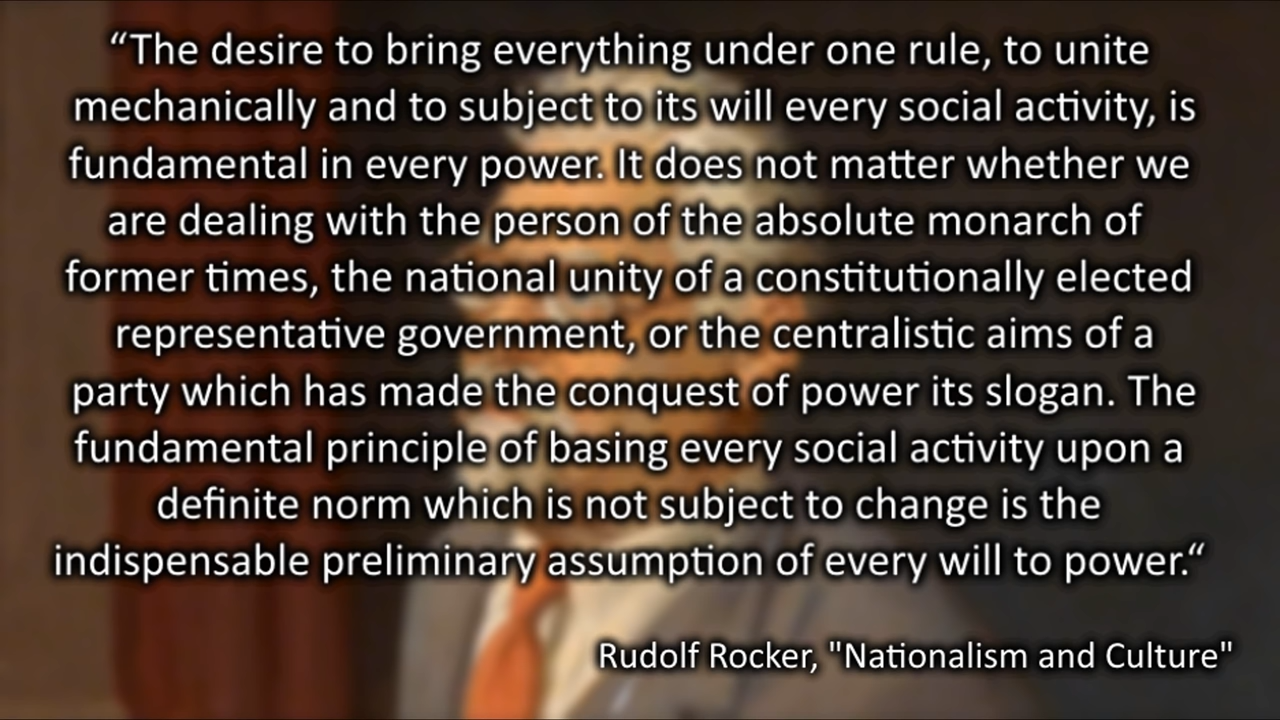 “The desire to bring everything under one rule, to unite
mechanically and to subject to its will every social activity, is
fundamental in every power. It does not matter whether we
are dealing with the person of the absolute monarch of
former times, the national unity of a constitutionally elected
representative government, or the centralistic aims of a
party which has made the conquest of power its slogan. The
fundamental principle of basing every social activity upon a
definite norm which is not subject to change is the
indispensable preliminary assumption of every will to power.“
Rudolf Rocker, "Nationalism and Culture"